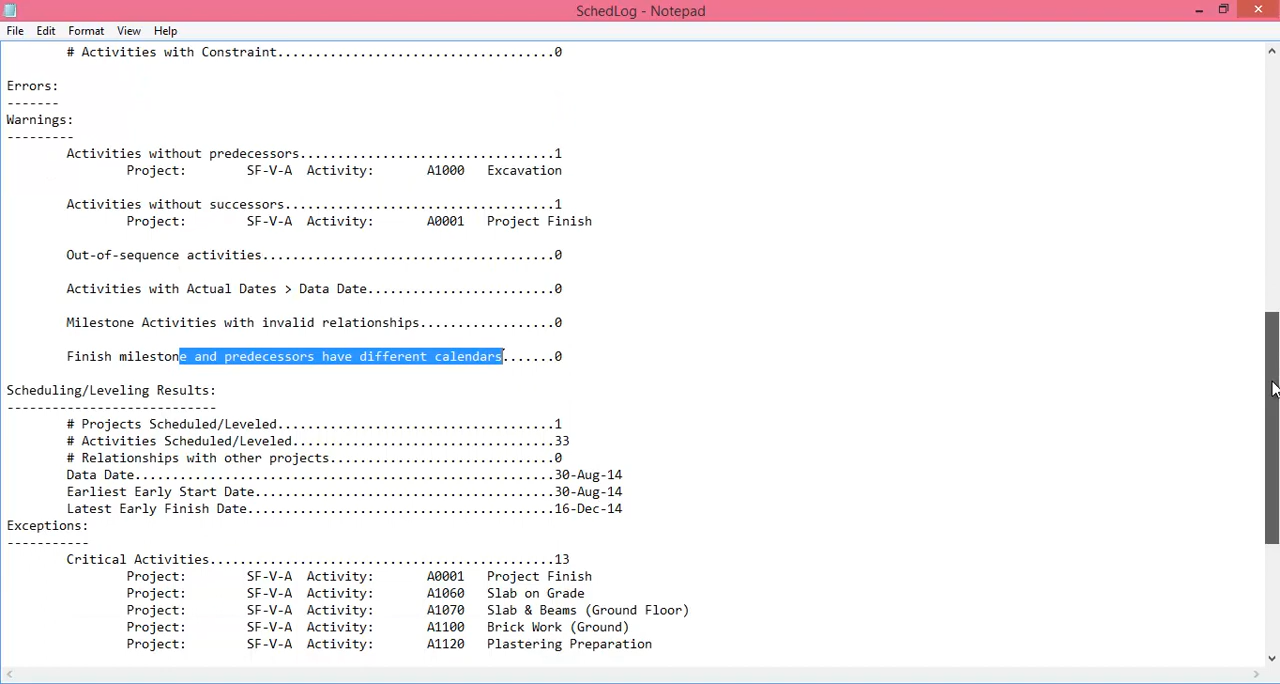 SchedLog - Notepad
File Edit Format View Help
# Activities with Constraint.....................................0
Errors:
-------
Warnings:
---------
Activities without predecessors..................................1
Project: SF-V-A Activity: A1000 Excavation
Activities without successors....................................1
Project: SF-V-A Activity: A0001 Project Finish
Out-of-sequence activities.......................................0
Activities with Actual Dates > Data Date.........................0
Milestone Activities with invalid relationships..................0
Finish milestone and predecessors have different calendars.......0
Scheduling/Leveling Results:
----------------------------
# Projects Scheduled/Leveled.....................................1
# Activities Scheduled/Leveled...................................33
# Relationships with other projects..............................0
Data Date........................................................30-Aug-14
Earliest Early Start Date........................................30-Aug-14
Latest Early Finish Date.........................................16-Dec-14
Exceptions:
-----------
Critical Activities..............................................13
Project: SF-V-A Activity: A0001 Project Finish
Project: SF-V-A Activity: A1060 Slab on Grade
Project: SF-V-A Activity: A1070 Slab & Beams (Ground Floor)
Project: SF-V-A Activity: A1100 Brick Work (Ground)
Project: SF-V-A Activity: A1120 Plastering Preparation